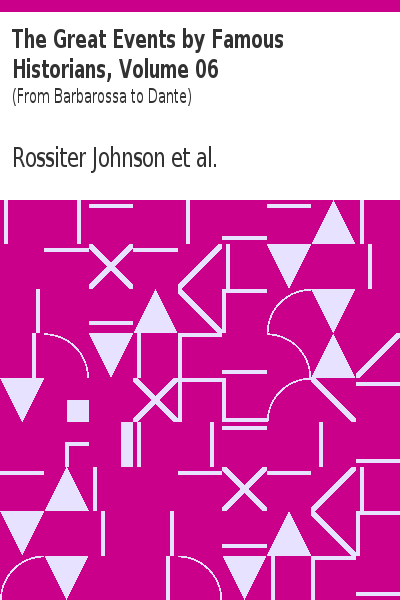 The Great Events by Famous
Historians, Volume 06
(From Barbarossa to Dante)
Rossiter Johnson et al.